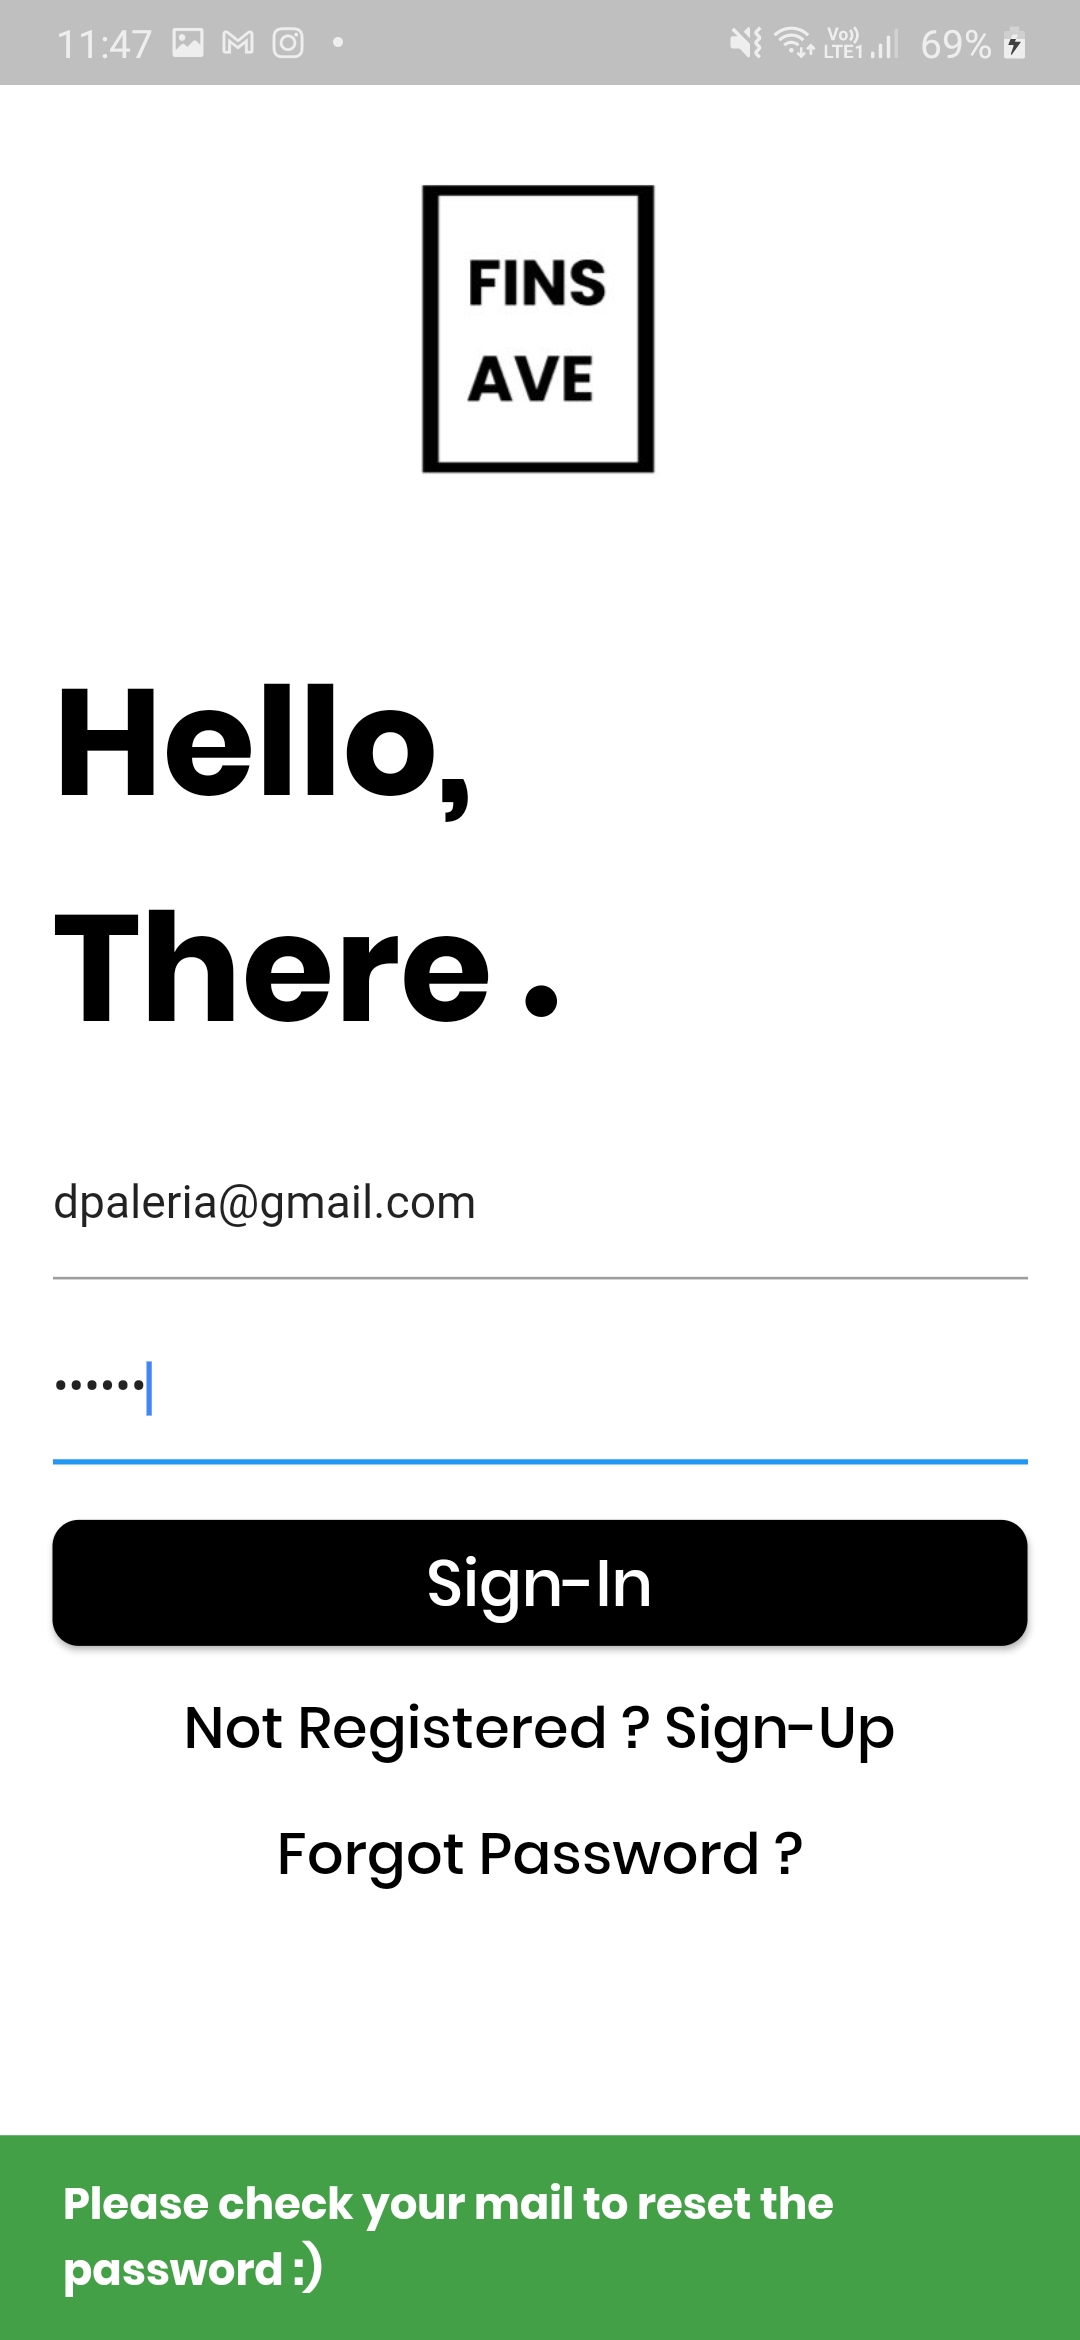 11:47 Vo)) LTE1 69%
FINS
AVE
Hello,
There .
dpaleria@gmail.com
••••••
Sign-In
Not Registered ? Sign-Up
Forgot Password ?
Please check your mail to reset the
password :)